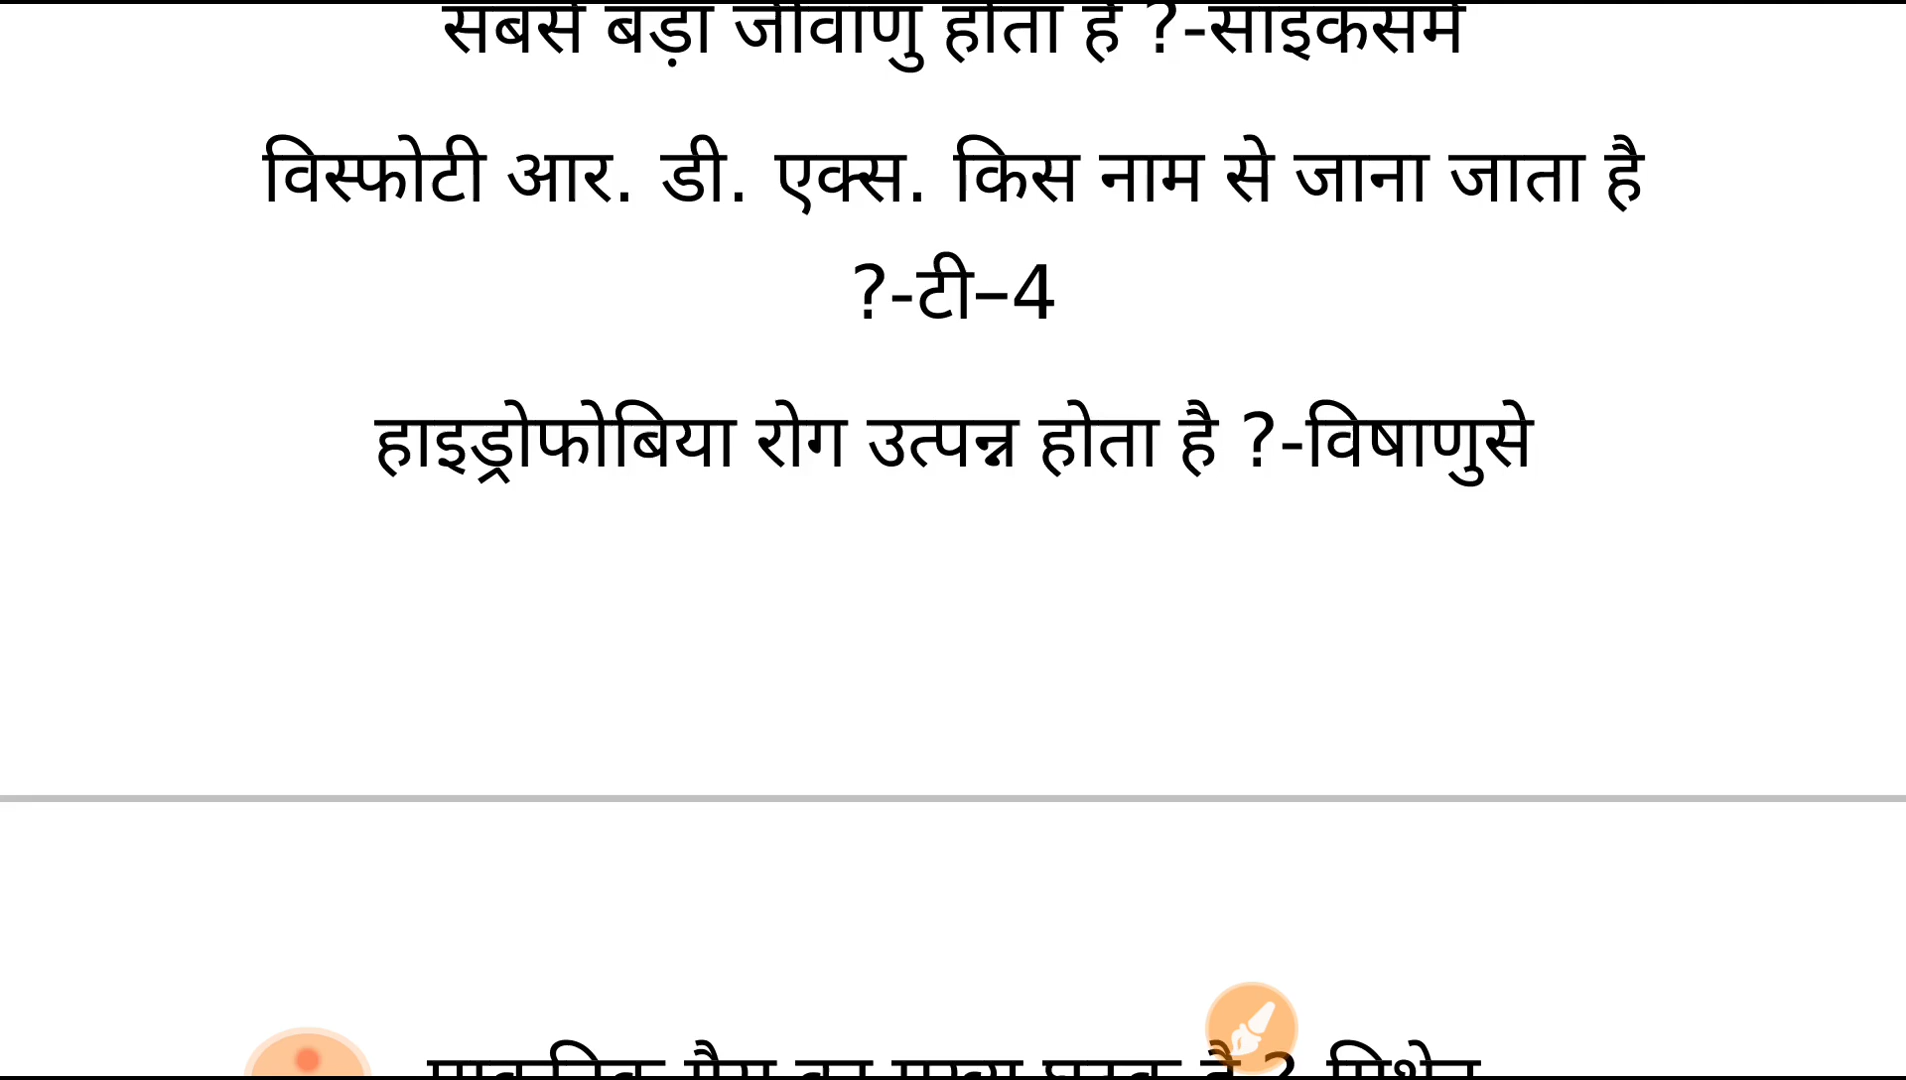 सबसे बड़ा जीवाणु होता है ?-साइकसमें
विस्फोटी आर. डी. एक्स. किस नाम से जाना जाता है
?-टी–4
हाइड्रोफोबिया रोग उत्पन्न होता है ?-विषाणुसे